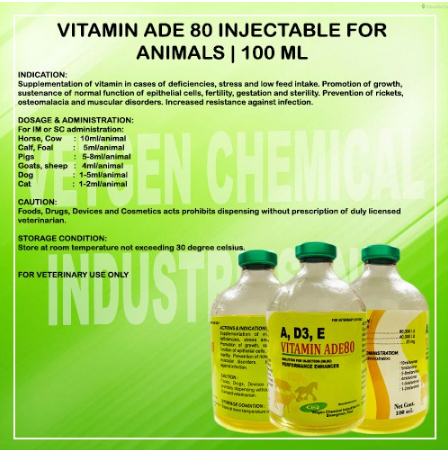 VITAMIN ADE 80 INJECTABLE FOR
ANIMALS | 100 ML
INDICATION:
Supplementation of vitamin in cases of deficiencies, stress and low feed intake. Promotion of growth,
sustenance of normal function of epithelial cells, fertility, gestation and sterility. Prevention of rickets,
osteomalacia and muscular disorders. Increased resistance against infection.
DOSAGE & ADMINISTRATION:
For IM or SC administration:
Horse, Cow : 10ml/animal
Calf, Foal : 5ml/animal
Pigs : 5-8ml/animal
Goats, sheep : 4ml/animal
Dog : 1-5ml/animal
Cat : 1-2ml/animal
CAUTION:
Foods, Drugs, Devices and Cosmetics acts prohibits dispensing without prescription of duly licensed
veterinarian.
STORAGE CONDITION:
Store at room temperature not exceeding 30 degree celsius.
FOR VETERINARY USE ONLY
VETGEN CHEMICAL
A, D3, E
VITAMIN ADE80
PERFORMANCE ENHANCER
Net Cont.
100 mL